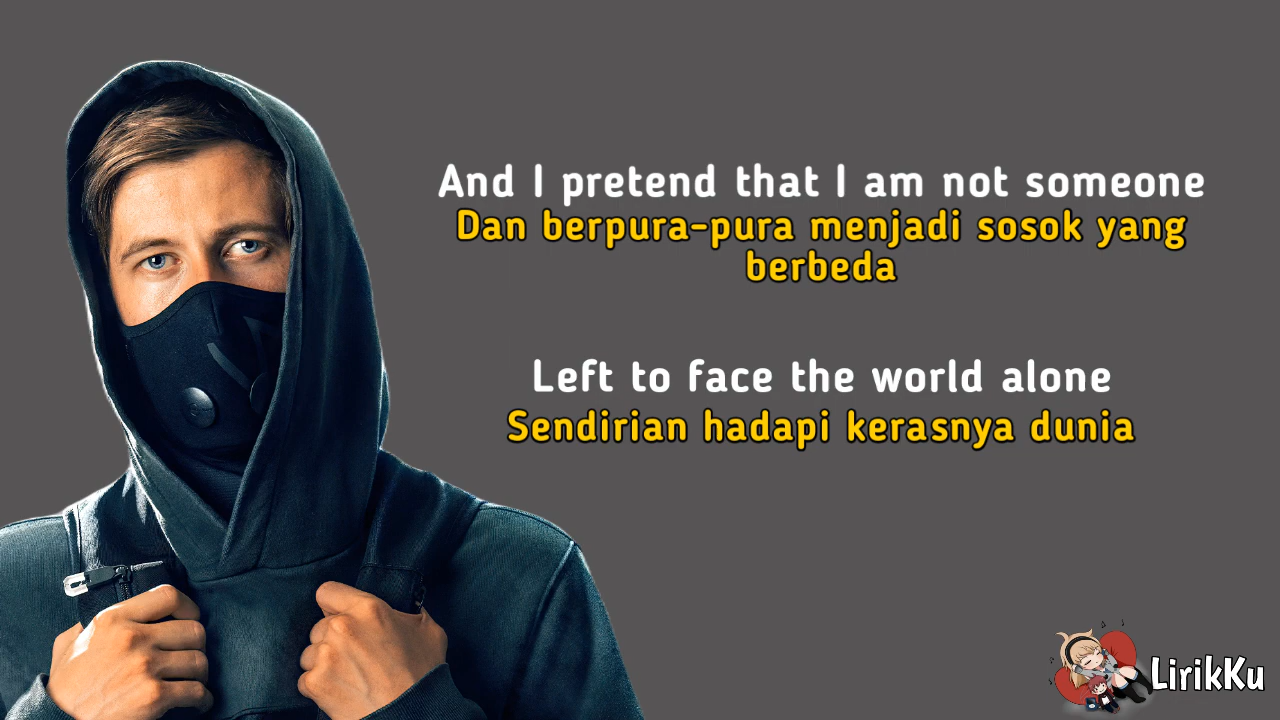 And I pretend that I am not someone
Dan berpura-pura menjadi sosok yang
berbeda
Left to face the world alone
Sendirian hadapi kerasnya dunia
LirikKu